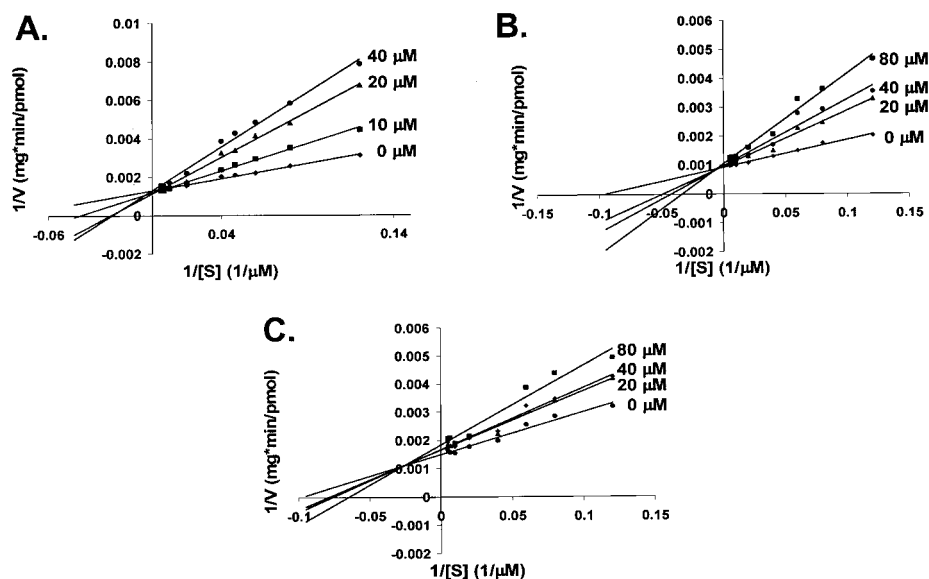 A.
0.01
0.008
0.006
0.004
0.002
0
-0.002
-0.06
0.04
0.14
40 µM
20 µM
10 µM
0 µM
1/V (mg*min/pmol)
1/[S] (1/µM)
B.
0.006
0.005
0.004
0.003
0.002
0.001
0
-0.001
-0.002
-0.15
-0.1
-0.05
0
0.05
0.1
0.15
80 µM
40 µM
20 µM
0 µM
1/V (mg*min/pmol)
1/[S] (1/µM)
C.
0.006
0.005
0.004
0.003
0.002
0.001
0
-0.001
-0.002
-0.1
-0.05
0
0.05
0.1
0.15
80 µM
40 µM
20 µM
0 µM
1/V (mg*min/pmol)
1/[S] (1/µM)